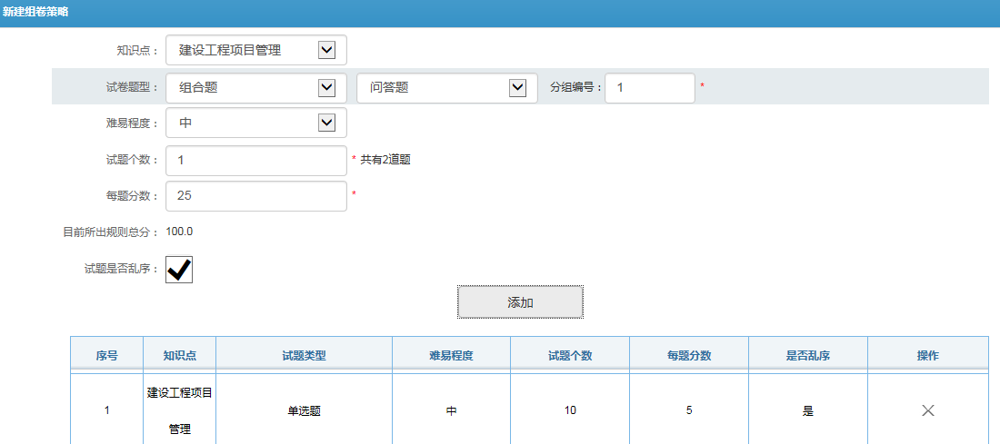 新建组卷策略
知识点： 建设工程项目管理
试卷题型： 组合题 问答题 分组编号： 1 *
难易程度： 中
试题个数： 1 * 共有2道题
每题分数： 25 *
目前所出规则总分： 100.0
试题是否乱序：
添加
序号 知识点 试题类型 难易程度 试题个数 每题分数 是否乱序 操作
1 建设工程项目 单选题 中 10 5 是
管理